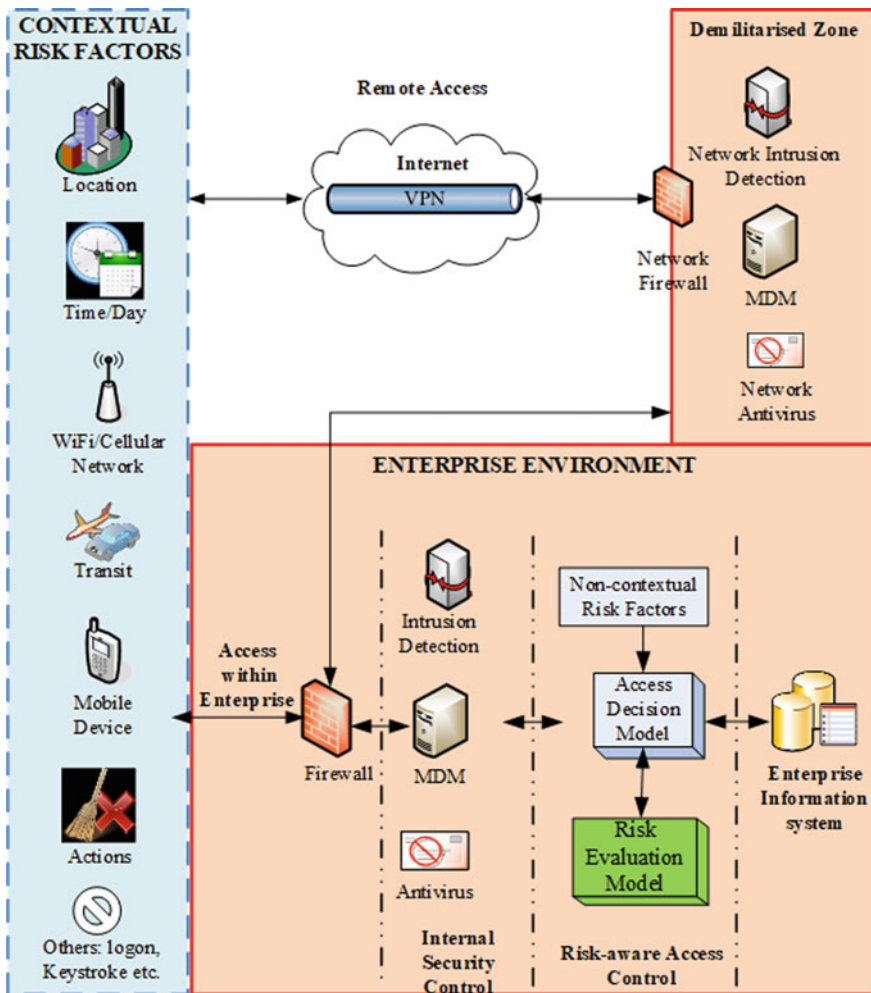 CONTEXTUAL
RISK FACTORS
Location
Time/Day
WiFi/Cellular
Network
Transit
Mobile
Device
Actions
Others: logon,
Keystroke etc.
Remote Access
Internet
VPN
Demilitarised Zone
Network Intrusion
Detection
Network
Firewall
MDM
Network
Antivirus
ENTERPRISE ENVIRONMENT
Access
within
Enterprise
Firewall
Intrusion
Detection
MDM
Antivirus
Internal
Security
Control
Non-contextual
Risk Factors
Access
Decision
Model
Risk
Evaluation
Model
Risk-aware Access
Control
Enterprise
Information
system